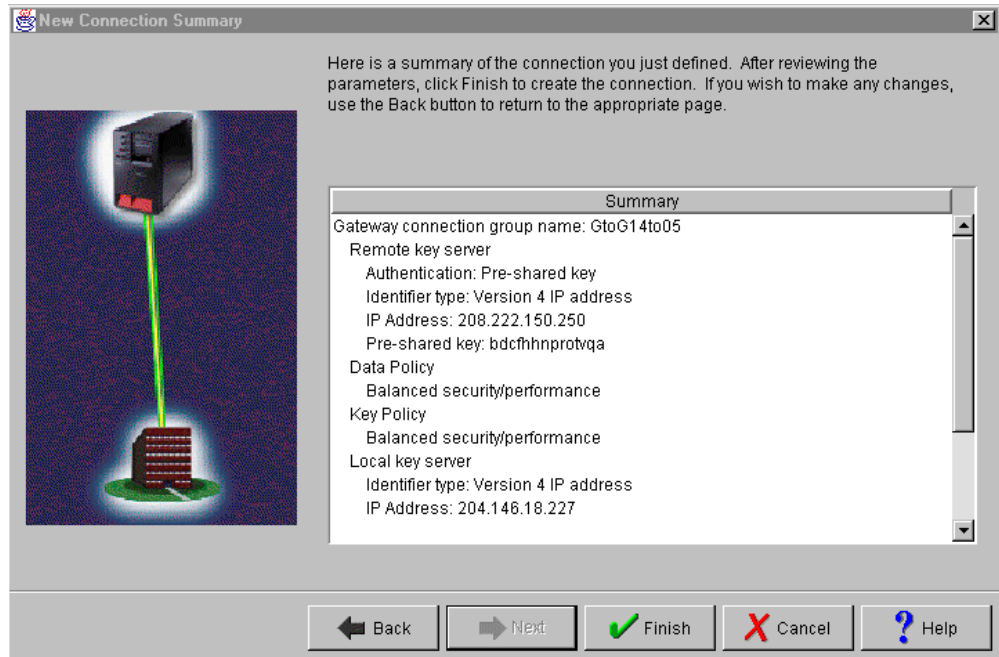 New Connection Summary
Here is a summary of the connection you just defined. After reviewing the
parameters, click Finish to create the connection. If you wish to make any changes,
use the Back button to return to the appropriate page.
Summary
Gateway connection group name: GtoG14to05
Remote key server
Authentication: Pre-shared key
Identifier type: Version 4 IP address
IP Address: 208.222.150.250
Pre-shared key: bdcfhhnprotvqa
Data Policy
Balanced security/performance
Key Policy
Balanced security/performance
Local key server
Identifier type: Version 4 IP address
IP Address: 204.146.18.227
Back
Next
Finish
Cancel
Help